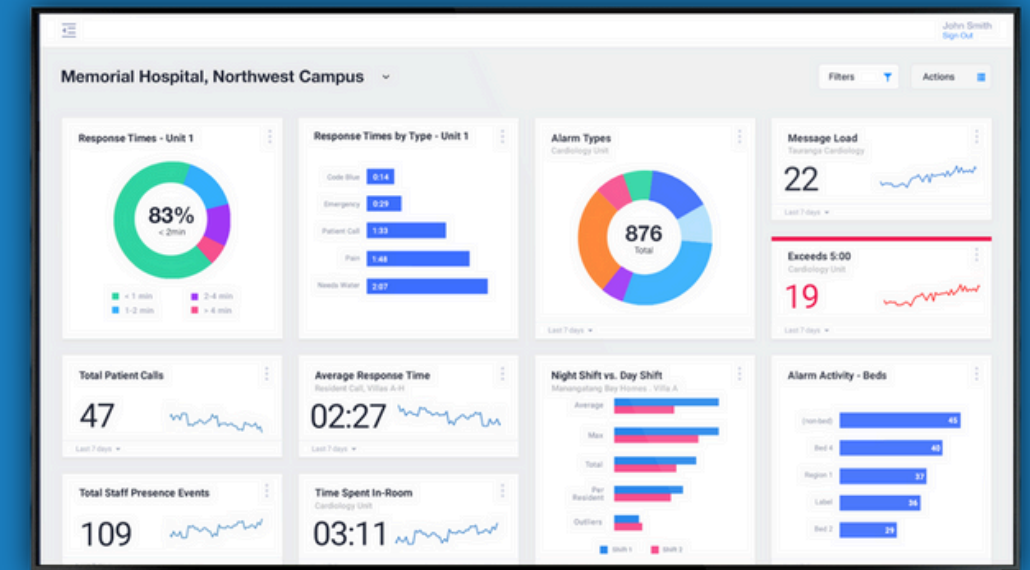 John Smith
Sign Out
Memorial Hospital, Northwest Campus
Filters
Actions
Response Times - Unit 1
83%
< 2min
< 1 min
2-4 min
1-2 min
> 4 min
Response Times by Type - Unit 1
Code Blue 0:14
Emergency 0:29
Patient Call 1:33
Pain 1:48
Needs Water 2:07
Alarm Types
Cardiology Unit
876
Total
Last 7 days
Message Load
Tauranga Cardiology
22
Last 7 days
Exceeds 5:00
Cardiology Unit
19
Last 7 days
Total Patient Calls
47
Last 7 days
Average Response Time
Resident Call, Villas A-H
02:27
Last 7 days
Night Shift vs. Day Shift
Manangatang Bay Homes . Villa A
Average
Max
Total
Per
Resident
Outliers
Shift 1
Shift 2
Alarm Activity - Beds
(non-bed) 45
Bed 4 40
Region 1 37
Label 36
Bed 2 29
Total Staff Presence Events
109
Time Spent In-Room
Cardiology Unit
03:11